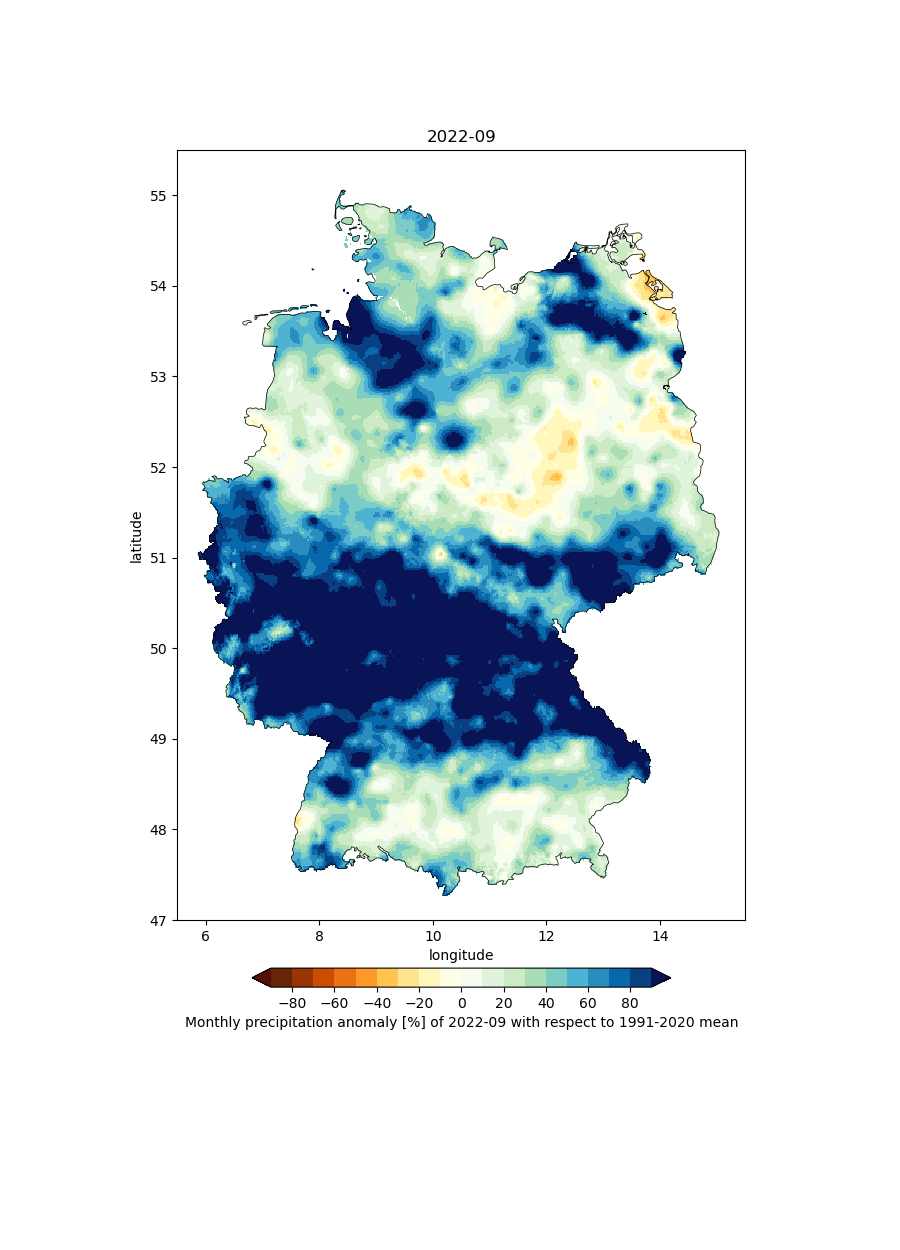 2022-09
55
54
53
52
51
50
49
48
47
latitude
6 8 10 12 14
longitude
−80 −60 −40 −20 0 20 40 60 80
Monthly precipitation anomaly [%] of 2022-09 with respect to 1991-2020 mean